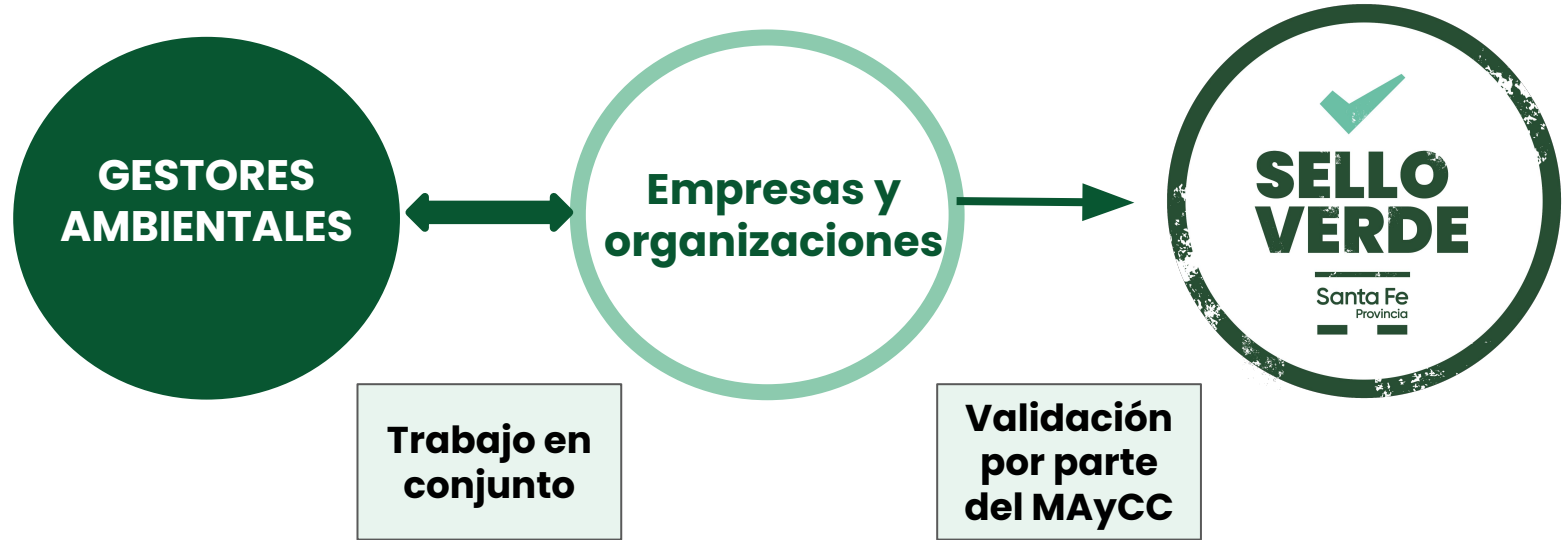 GESTORES
AMBIENTALES
Empresas y
organizaciones
SELLO
VERDE
Santa Fe
Provincia
Trabajo en
conjunto
Validación
por parte
del MAyCC